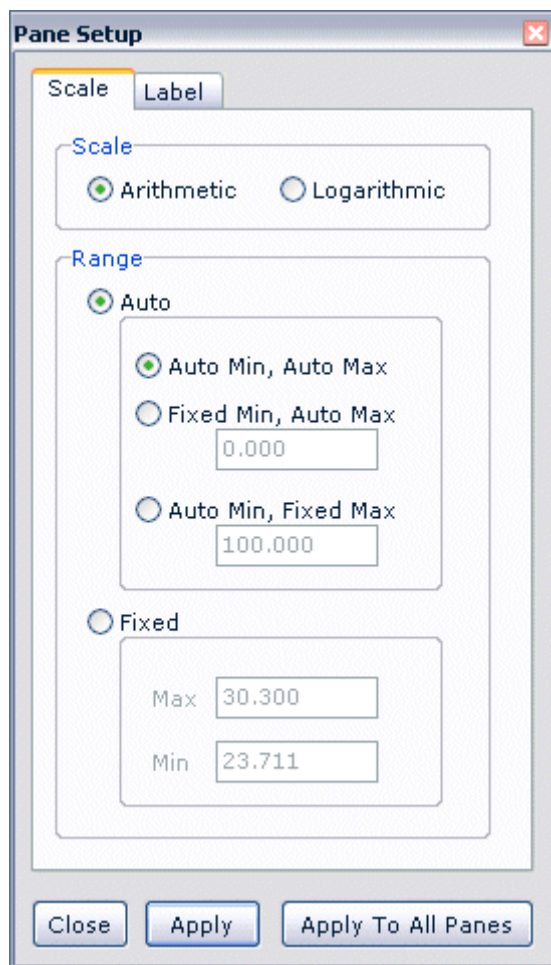 Pane Setup
Scale Label
Scale
Arithmetic Logarithmic
Range
Auto
Auto Min, Auto Max
Fixed Min, Auto Max
0.000
Auto Min, Fixed Max
100.000
Fixed
Max 30.300
Min 23.711
Close Apply Apply To All Panes